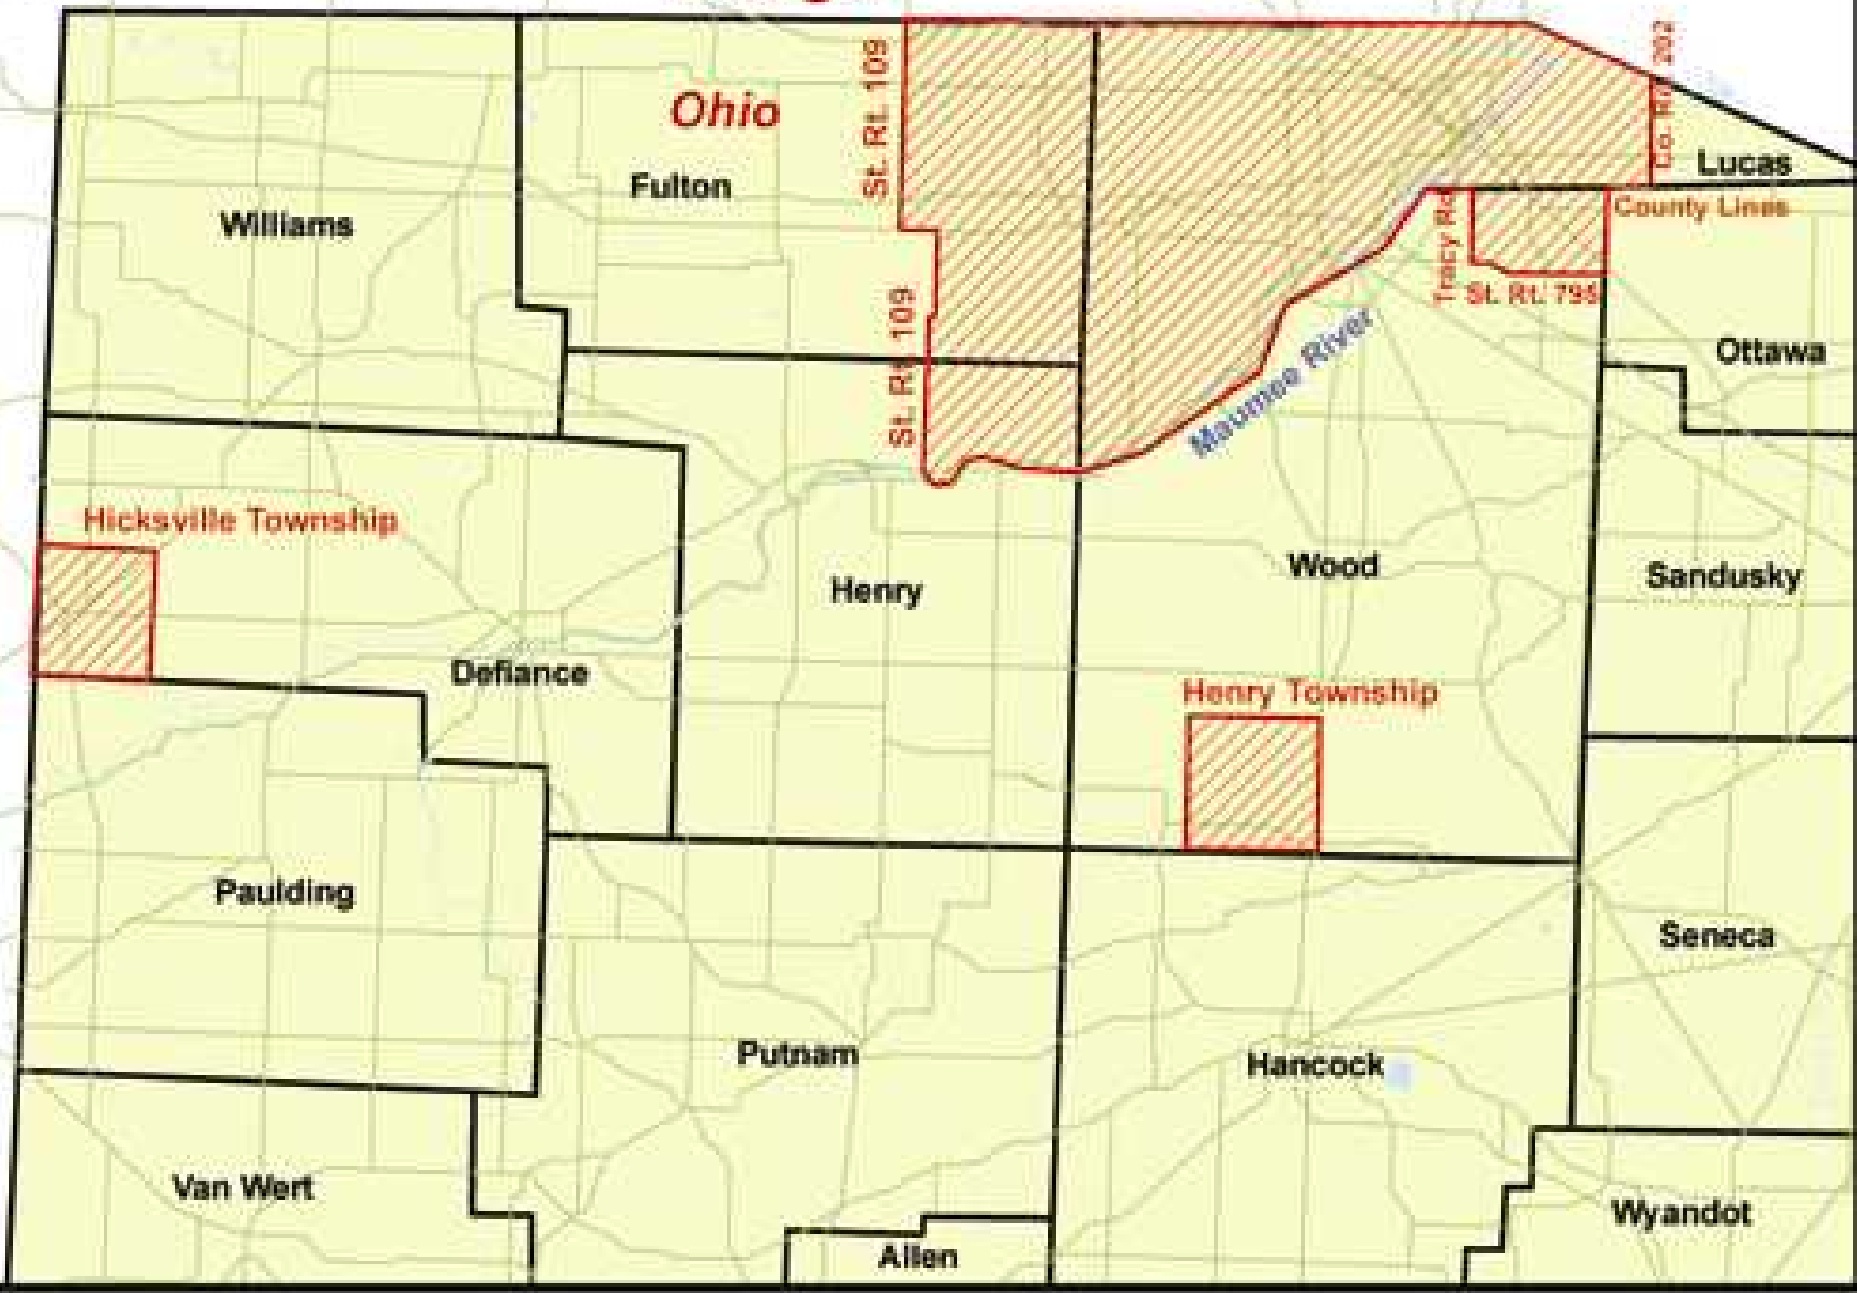 St. Rt. 109
Co. Rd. 202
Ohio
Lucas
Fulton
Williams
County Lines
Tracy Rd
St. Rt. 795
St. Rt. 109
Maumee River
Ottawa
Hicksville Township
Wood
Sandusky
Henry
Defiance
Henry Township
Paulding
Seneca
Putnam
Hancock
Van Wert
Wyandot
Allen